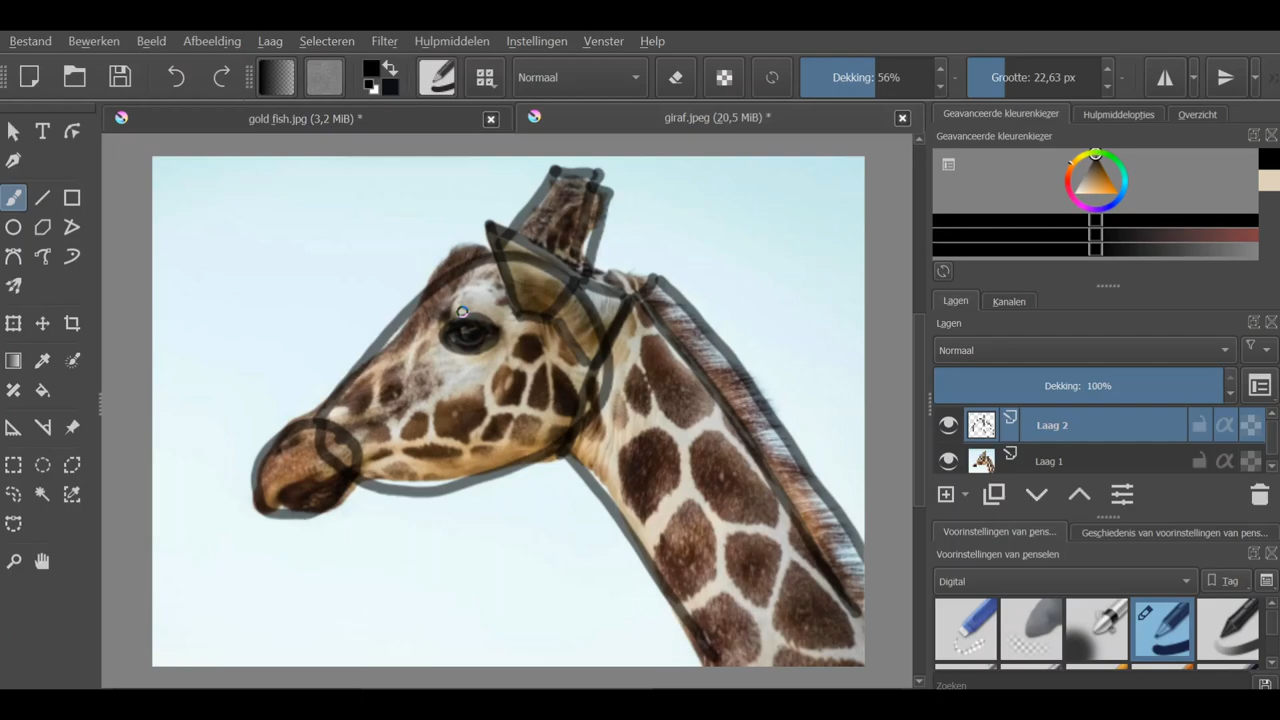 Bestand Bewerken Beeld Afbeelding Laag Selecteren Filter Hulpmiddelen Instellingen Venster Help
Normaal Dekking: 56% Grootte: 22,63 px
gold fish.jpg (3,2 MiB) * giraf.jpeg (20,5 MiB) *
Geavanceerde kleurenkiezer Hulpmiddelopties Overzicht
Geavanceerde kleurenkiezer
Lagen Kanalen
Lagen
Normaal
Dekking: 100%
Laag 2
Laag 1
Voorinstellingen van pens... Geschiedenis van voorinstellingen van pens...
Voorinstellingen van penselen
Digital Tag
Zoeken